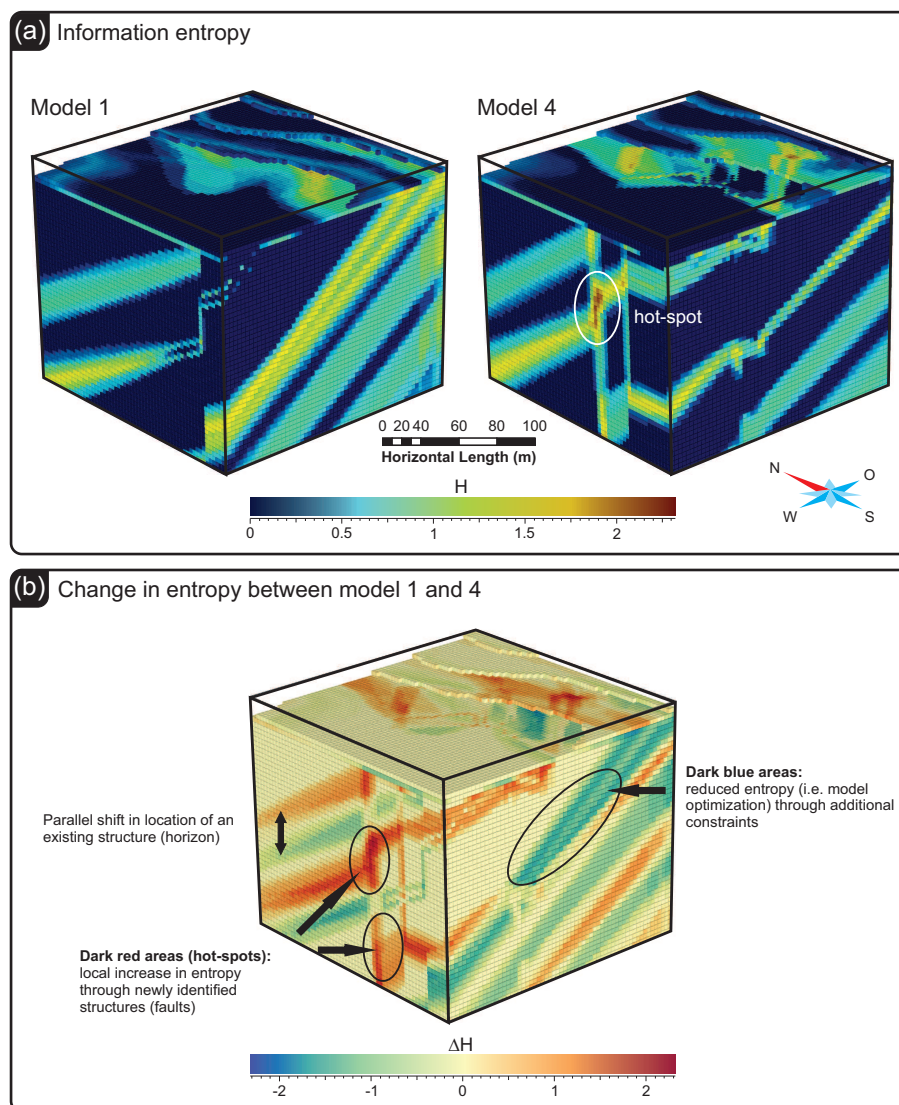 (a) Information entropy
Model 1
Model 4
hot-spot
0 20 40 60 80 100
Horizontal Length (m)
H
0 0.5 1 1.5 2
N
O
W
S
(b) Change in entropy between model 1 and 4
Dark blue areas:
reduced entropy (i.e. model
optimization) through additional
constraints
Parallel shift in location of an
existing structure (horizon)
Dark red areas (hot-spots):
local increase in entropy
through newly identified
structures (faults)
ΔH
-2 -1 0 1 2